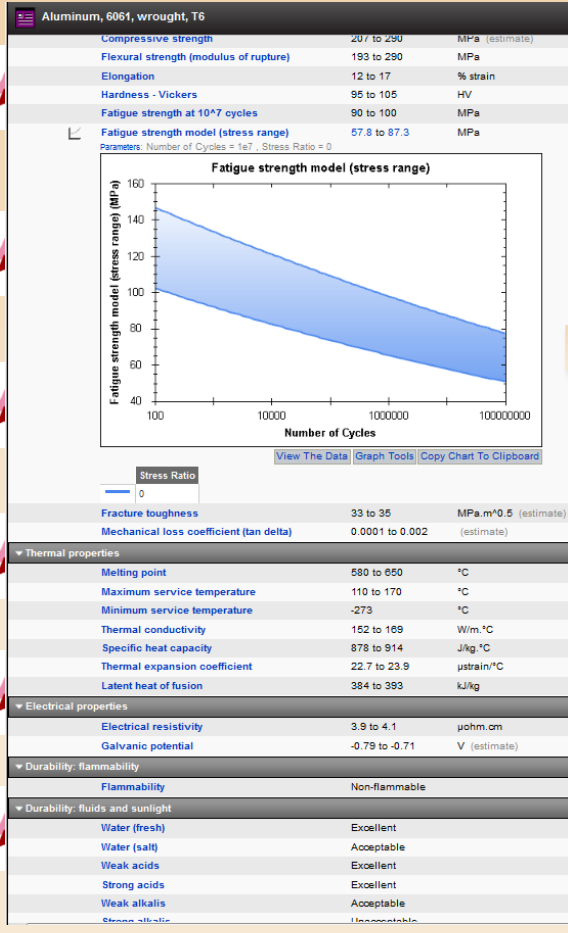 Aluminum, 6061, wrought, T6
Compressive strength 207 to 290 MPa (estimate)
Flexural strength (modulus of rupture) 193 to 290 MPa
Elongation 12 to 17 % strain
Hardness - Vickers 95 to 105 HV
Fatigue strength at 10^7 cycles 90 to 100 MPa
Fatigue strength model (stress range) 57.8 to 87.3 MPa
Parameters: Number of Cycles = 1e7 , Stress Ratio = 0
Fatigue strength model (stress range)
Fatigue strength model (stress range) (MPa)
160
140
120
100
80
60
40
100 10000 1000000 100000000
Number of Cycles
View The Data Graph Tools Copy Chart To Clipboard
Stress Ratio
0
Fracture toughness 33 to 35 MPa.m^0.5 (estimate)
Mechanical loss coefficient (tan delta) 0.0001 to 0.002 (estimate)
Thermal properties
Melting point 580 to 650 °C
Maximum service temperature 110 to 170 °C
Minimum service temperature -273 °C
Thermal conductivity 152 to 169 W/m.°C
Specific heat capacity 878 to 914 J/kg.°C
Thermal expansion coefficient 22.7 to 23.9 µstrain/°C
Latent heat of fusion 384 to 393 kJ/kg
Electrical properties
Electrical resistivity 3.9 to 4.1 µohm.cm
Galvanic potential -0.79 to -0.71 V (estimate)
Durability: flammability
Flammability Non-flammable
Durability: fluids and sunlight
Water (fresh) Excellent
Water (salt) Acceptable
Weak acids Excellent
Strong acids Excellent
Weak alkalis Acceptable
Strong alkalis Unacceptable